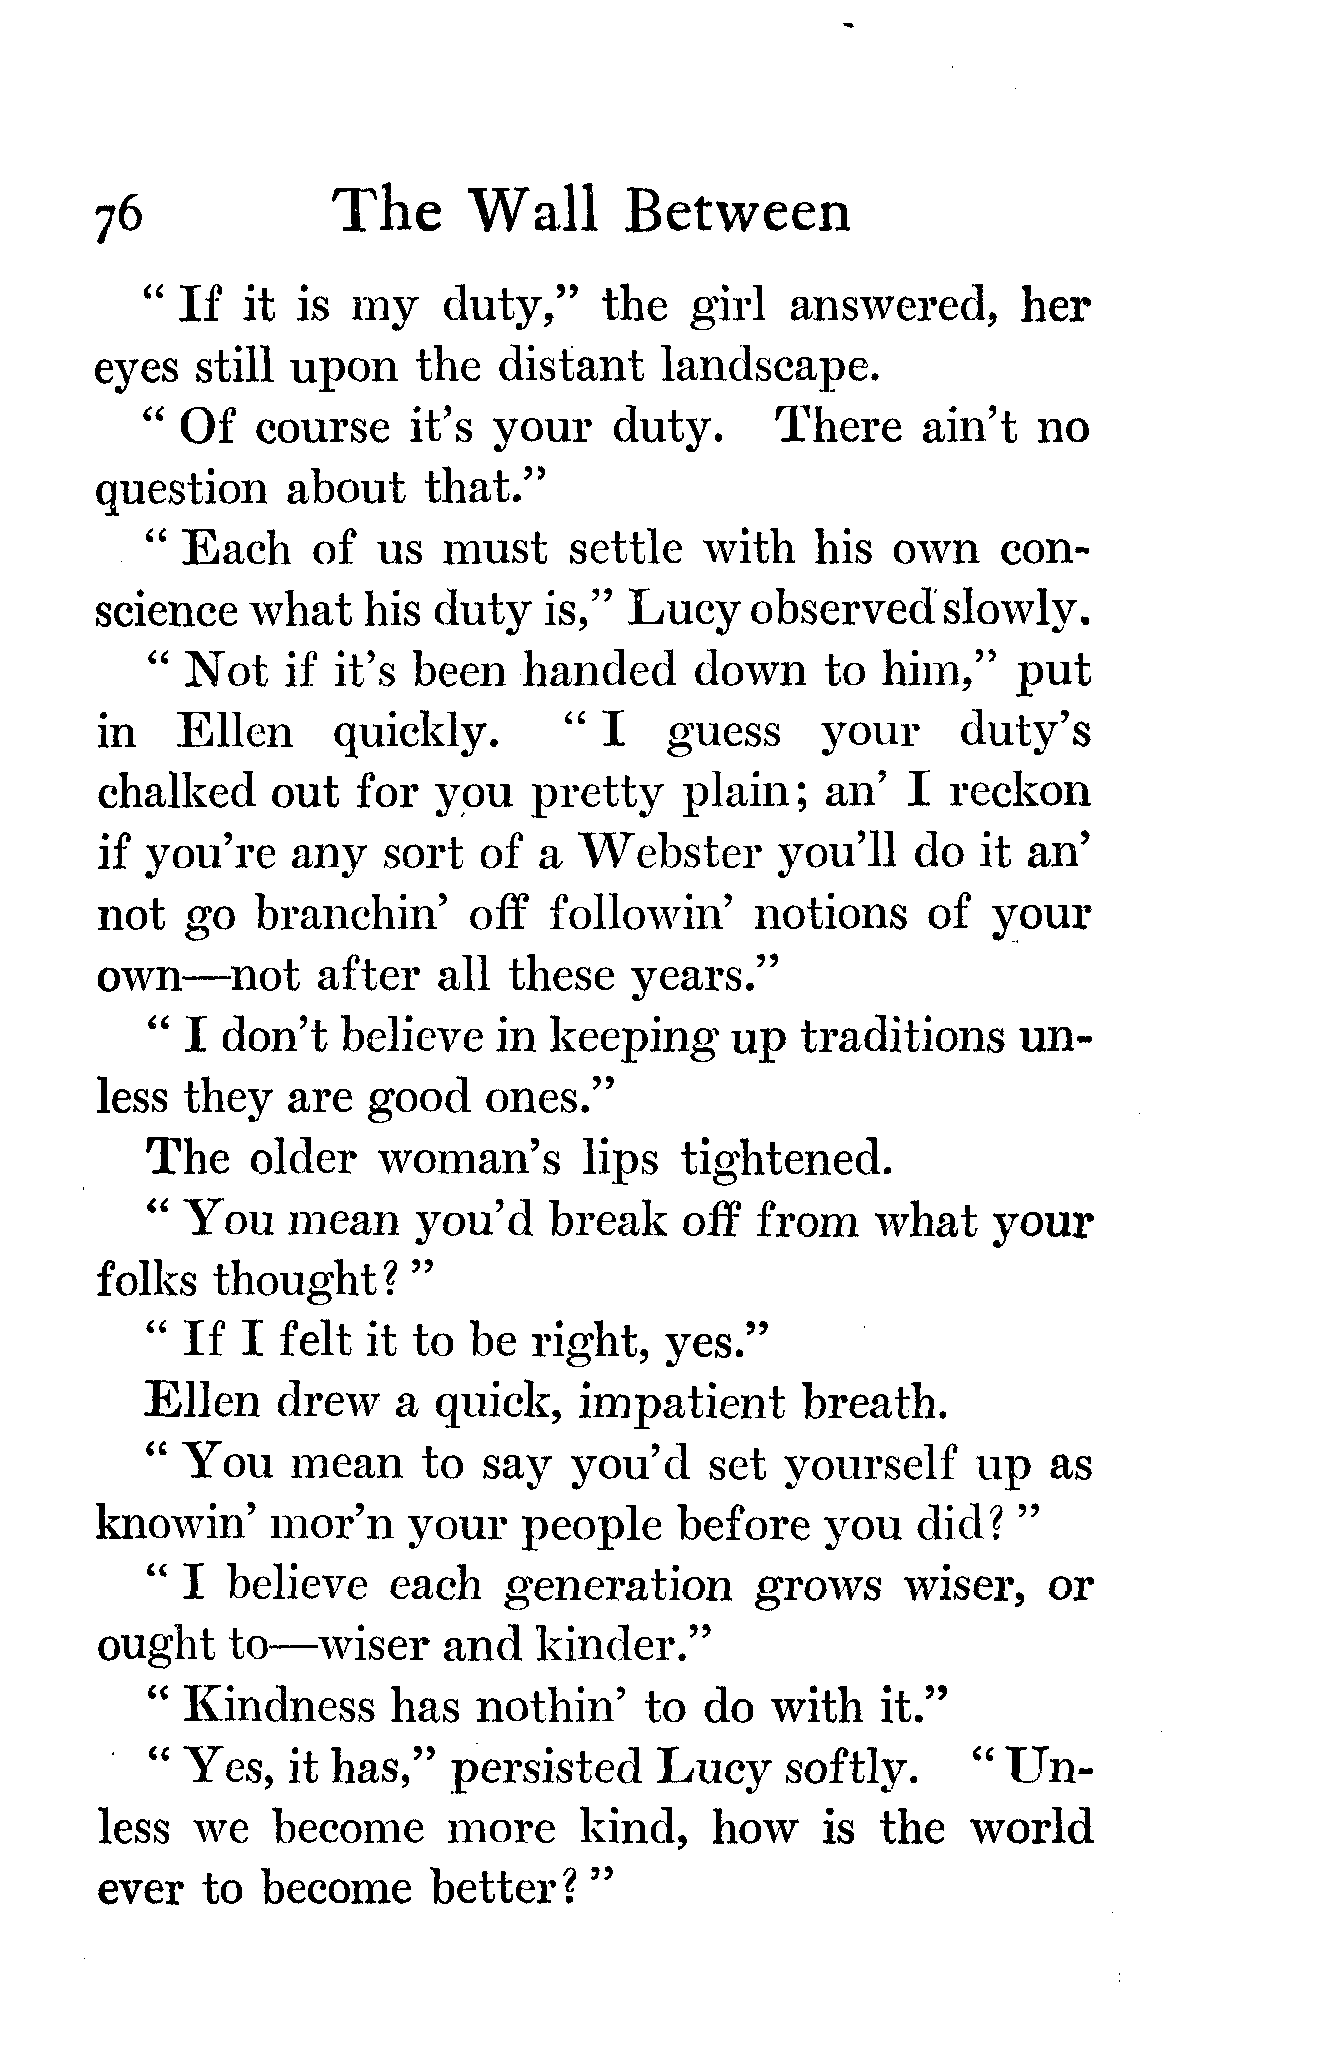 76 The Wall Between
“ If it is my duty,” the girl answered, her
eyes still upon the distant landscape.
“ Of course it’s your duty. There ain’t no
question about that.”
“ Each of us must settle with his own con-
science what his duty is,” Lucy observed slowly.
“ Not if it’s been handed down to him,” put
in Ellen quickly. “ I guess your duty’s
chalked out for you pretty plain; an’ I reckon
if you’re any sort of a Webster you’ll do it an’
not go branchin’ off followin’ notions of your
own—not after all these years.”
“ I don’t believe in keeping up traditions un-
less they are good ones.”
The older woman’s lips tightened.
“ You mean you’d break off from what your
folks thought? ”
“ If I felt it to be right, yes.”
Ellen drew a quick, impatient breath.
“ You mean to say you’d set yourself up as
knowin’ mor’n your people before you did? ”
“ I believe each generation grows wiser, or
ought to—wiser and kinder.”
“ Kindness has nothin’ to do with it.”
“ Yes, it has,” persisted Lucy softly. “ Un-
less we become more kind, how is the world
ever to become better? ”